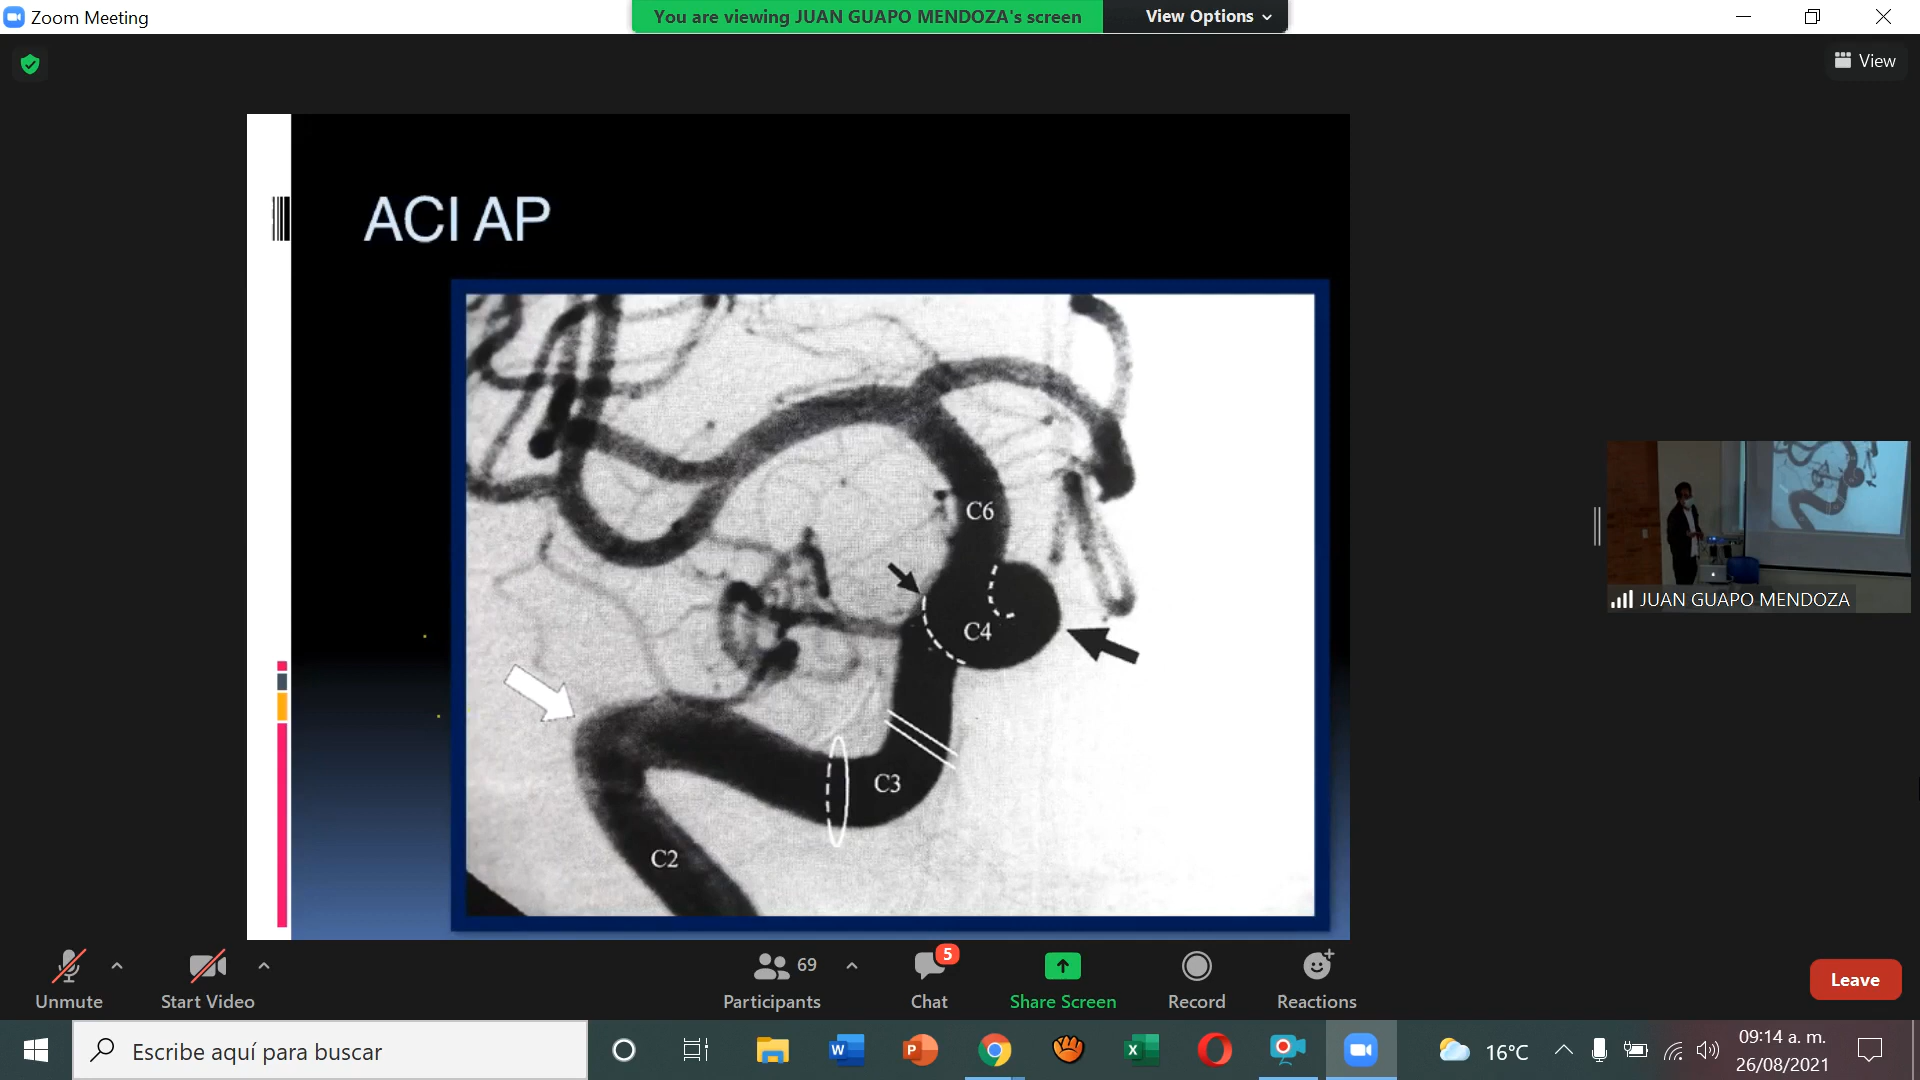 Zoom Meeting
You are viewing JUAN GUAPO MENDOZA's screen
View Options
View
ACI AP
C6
C4
C3
C2
JUAN GUAPO MENDOZA
Unmute
Start Video
69
Participants
5
Chat
Share Screen
Record
Reactions
Leave
Escribe aquí para buscar
16°C
09:14 a. m.
26/08/2021